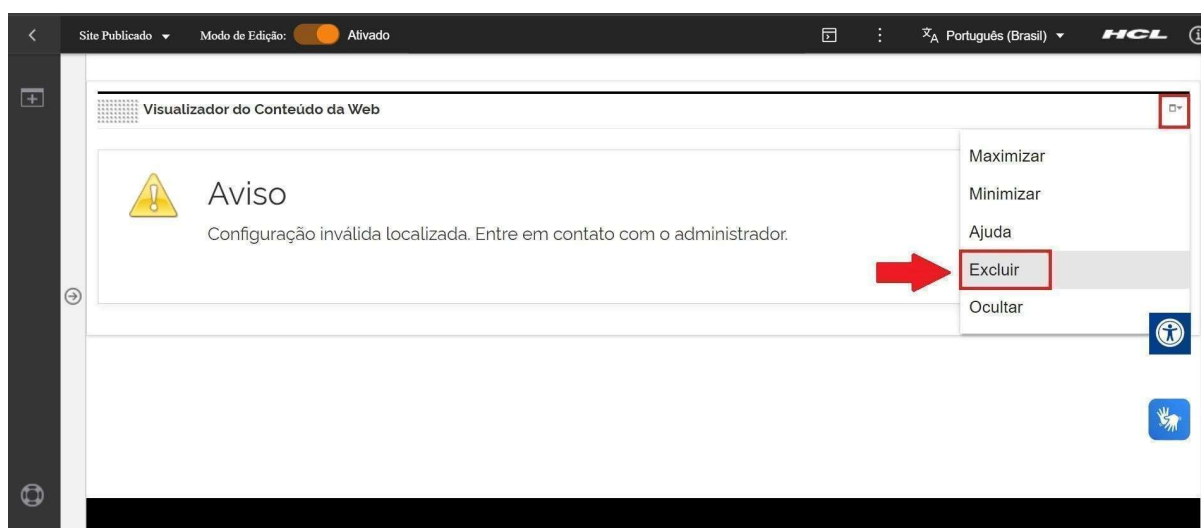 Site Publicado
Modo de Edição:
Ativado
Português (Brasil)
HCL
Visualizador do Conteúdo da Web
Maximizar
Minimizar
Ajuda
Excluir
Ocultar
Aviso
Configuração inválida localizada. Entre em contato com o administrador.